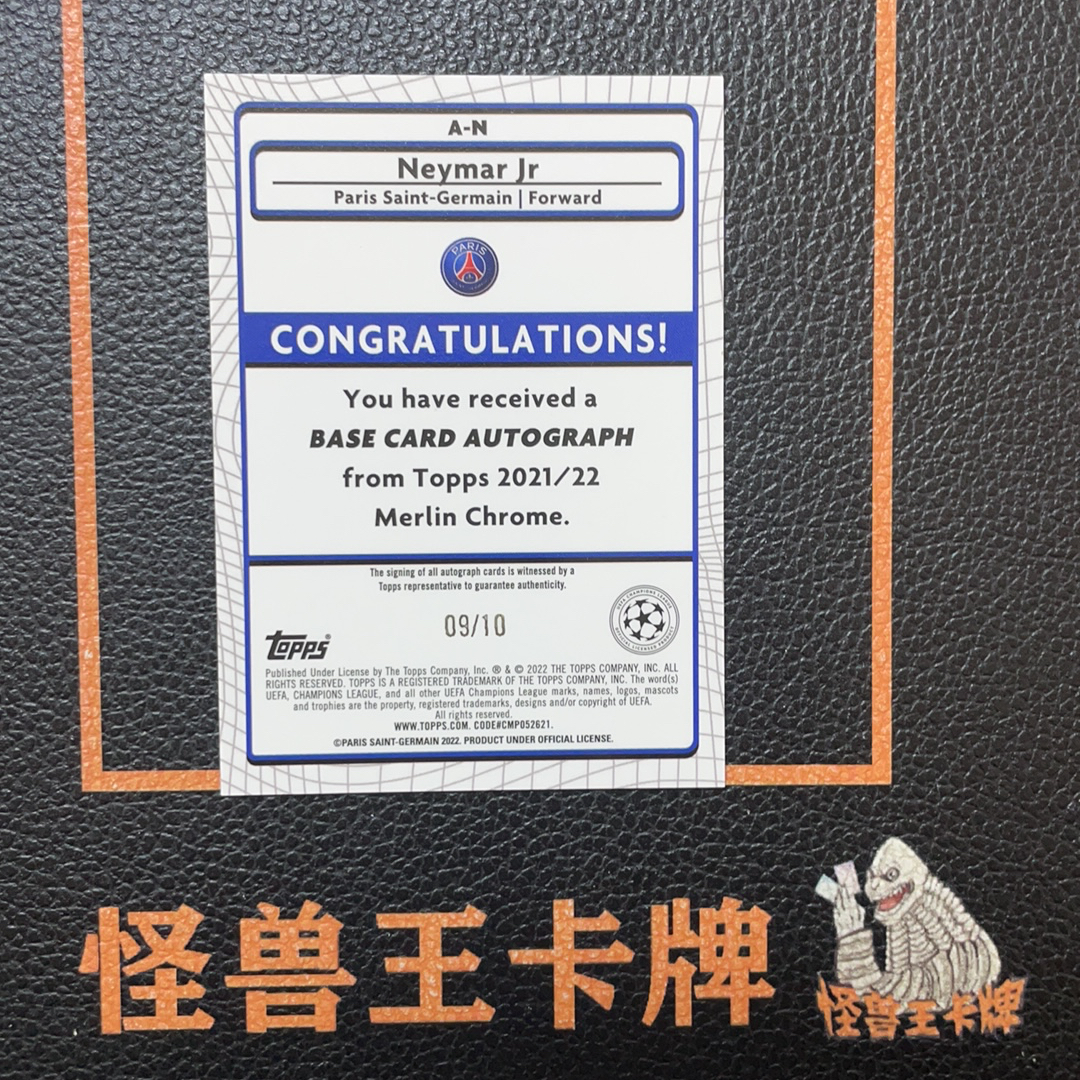 A-N
Neymar Jr
Paris Saint-Germain | Forward
PARIS
CONGRATULATIONS!
You have received a
BASE CARD AUTOGRAPH
from Topps 2021/22
Merlin Chrome.
The signing of all autograph cards is witnessed by a
Topps representative to guarantee authenticity.
09/10
UEFA CHAMPIONS LEAGUE
OFFICIAL LICENSED PRODUCT
Topps®
Published Under License by The Topps Company, Inc. ® & © 2022 THE TOPPS COMPANY, INC. ALL
RIGHTS RESERVED. TOPPS IS A REGISTERED TRADEMARK OF THE TOPPS COMPANY, INC. The word(s)
UEFA, CHAMPIONS LEAGUE, and all other UEFA Champions League marks, names, logos, mascots
and trophies are the property, registered trademarks, designs and/or copyright of UEFA.
All rights reserved.
WWW.TOPPS.COM. CODE#CMP052621.
©PARIS SAINT-GERMAIN 2022. PRODUCT UNDER OFFICIAL LICENSE.
怪兽王卡牌
怪兽王卡牌